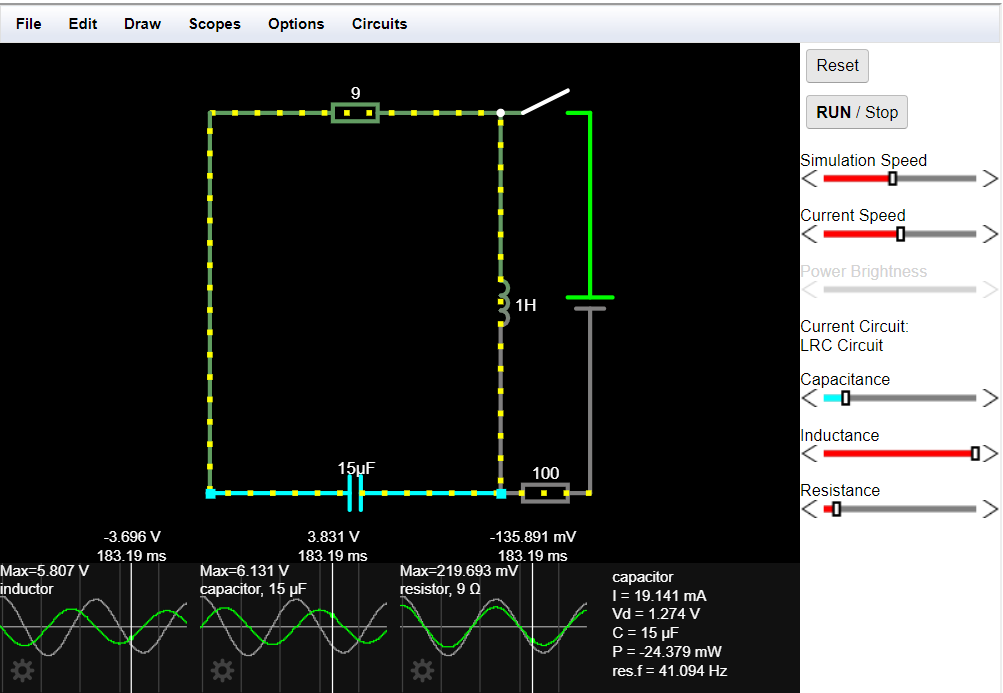 File Edit Draw Scopes Options Circuits
Reset
RUN / Stop
Simulation Speed
Current Speed
Power Brightness
Current Circuit:
LRC Circuit
Capacitance
Inductance
Resistance
9
1H
15µF
100
-3.696 V
183.19 ms
Max=5.807 V
inductor
3.831 V
183.19 ms
Max=6.131 V
capacitor, 15 µF
-135.891 mV
183.19 ms
Max=219.693 mV
resistor, 9 Ω
capacitor
I = 19.141 mA
Vd = 1.274 V
C = 15 µF
P = -24.379 mW
res.f = 41.094 Hz